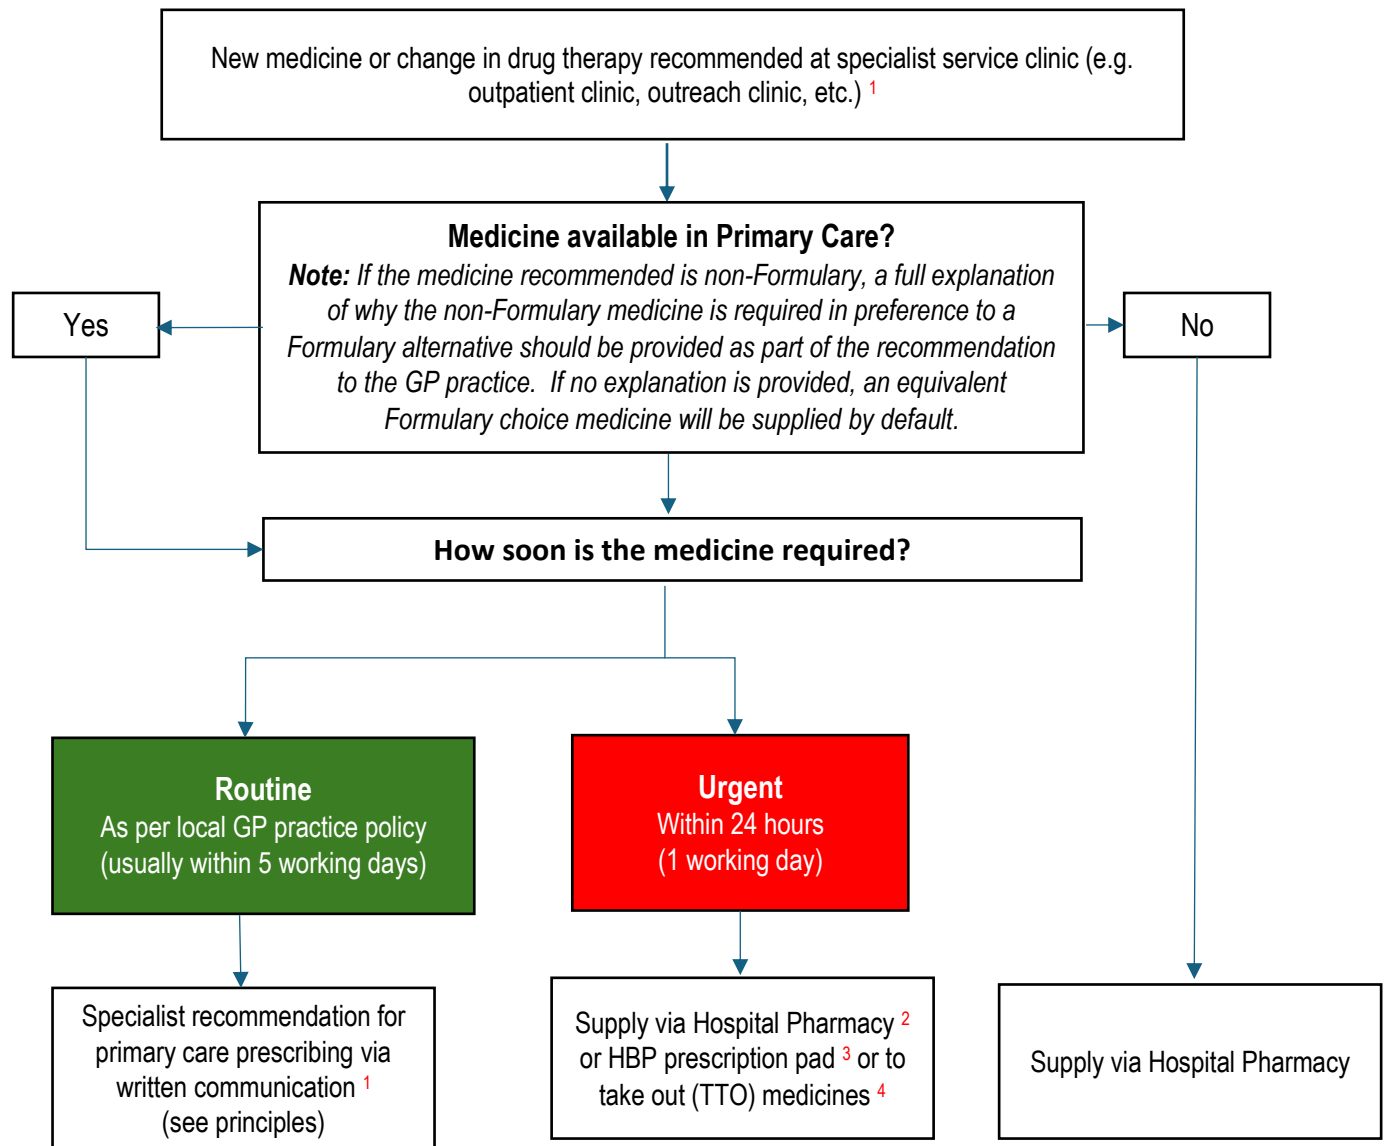 New medicine or change in drug therapy recommended at specialist service clinic (e.g.
outpatient clinic, outreach clinic, etc.) 1
Medicine available in Primary Care?
Note: If the medicine recommended is non-Formulary, a full explanation
of why the non-Formulary medicine is required in preference to a
Formulary alternative should be provided as part of the recommendation
to the GP practice. If no explanation is provided, an equivalent
Formulary choice medicine will be supplied by default.
Yes
No
How soon is the medicine required?
Routine
As per local GP practice policy
(usually within 5 working days)
Urgent
Within 24 hours
(1 working day)
Specialist recommendation for
primary care prescribing via
written communication 1
(see principles)
Supply via Hospital Pharmacy 2
or HBP prescription pad 3 or to
take out (TTO) medicines 4
Supply via Hospital Pharmacy